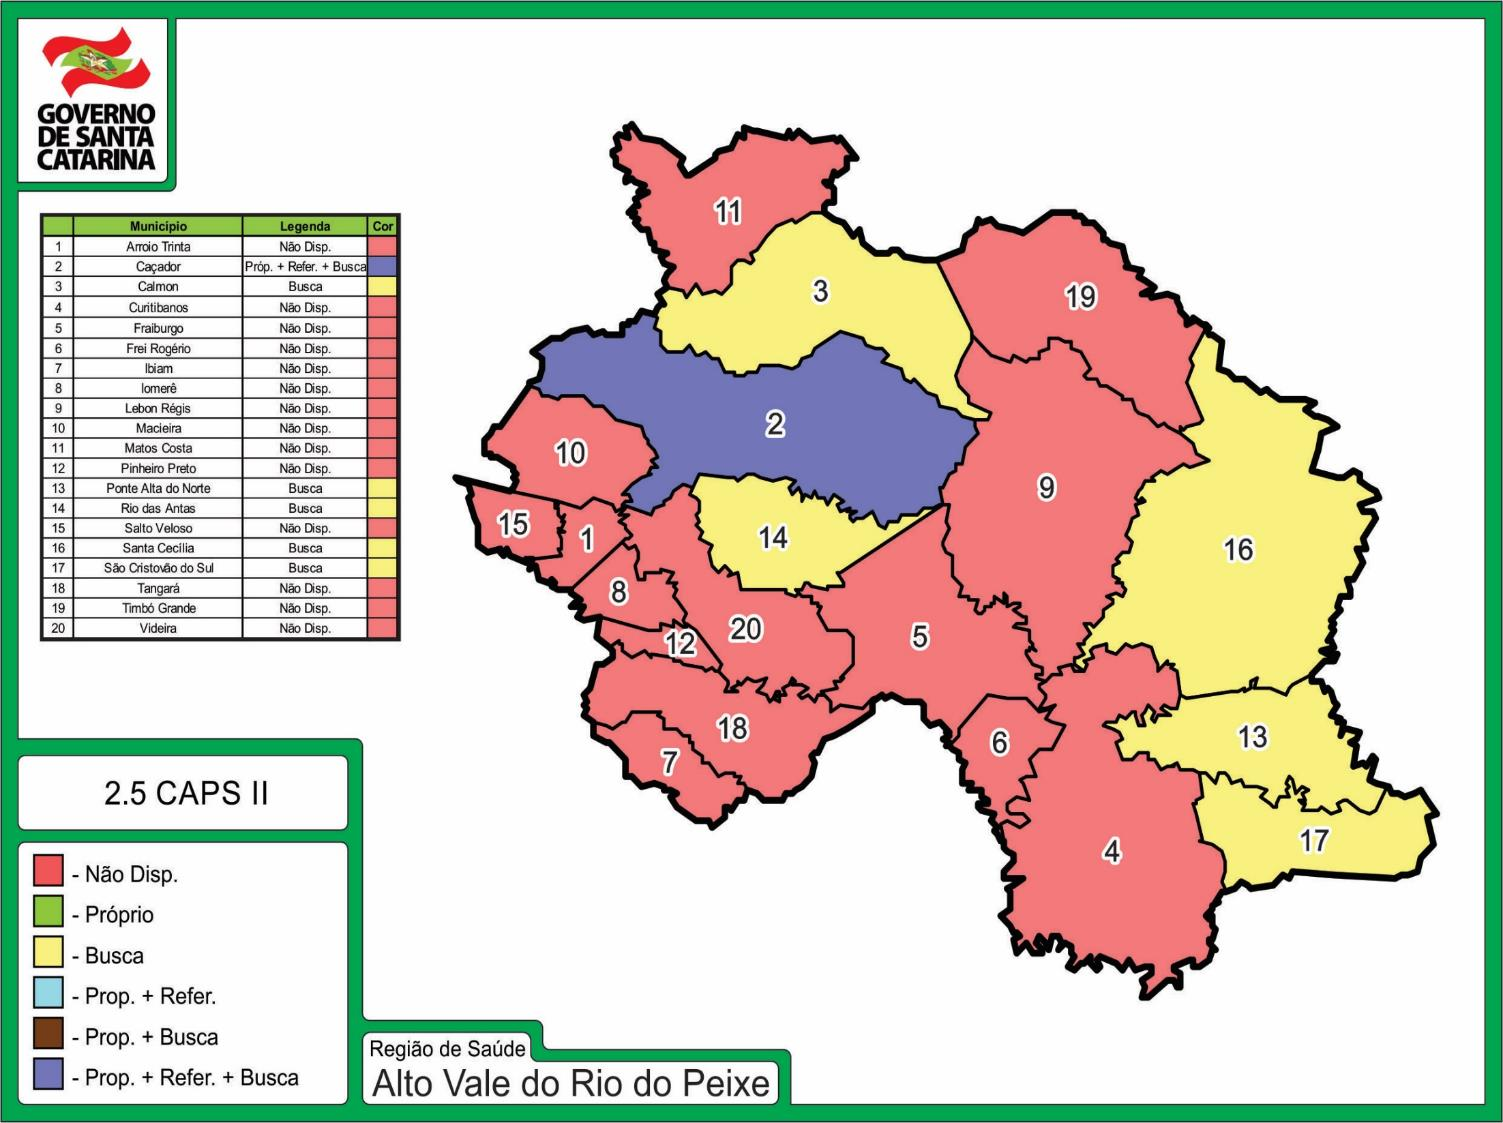 GOVERNO
DE SANTA
CATARINA
Município Legenda Cor
1 Arroio Trinta Não Disp.
2 Caçador Próp. + Refer. + Busca
3 Calmon Busca
4 Curitibanos Não Disp.
5 Fraiburgo Não Disp.
6 Frei Rogério Não Disp.
7 Ibiam Não Disp.
8 Iomerê Não Disp.
9 Lebon Régis Não Disp.
10 Macieira Não Disp.
11 Matos Costa Não Disp.
12 Pinheiro Preto Não Disp.
13 Ponte Alta do Norte Busca
14 Rio das Antas Busca
15 Salto Veloso Não Disp.
16 Santa Cecília Busca
17 São Cristovão do Sul Busca
18 Tangará Não Disp.
19 Timbó Grande Não Disp.
20 Videira Não Disp.
11
3
19
2
10
9
15
1
14
16
8
20
12
5
18
6
13
7
4
17
2.5 CAPS II
- Não Disp.
- Próprio
- Busca
- Prop. + Refer.
- Prop. + Busca
- Prop. + Refer. + Busca
Região de Saúde
Alto Vale do Rio do Peixe